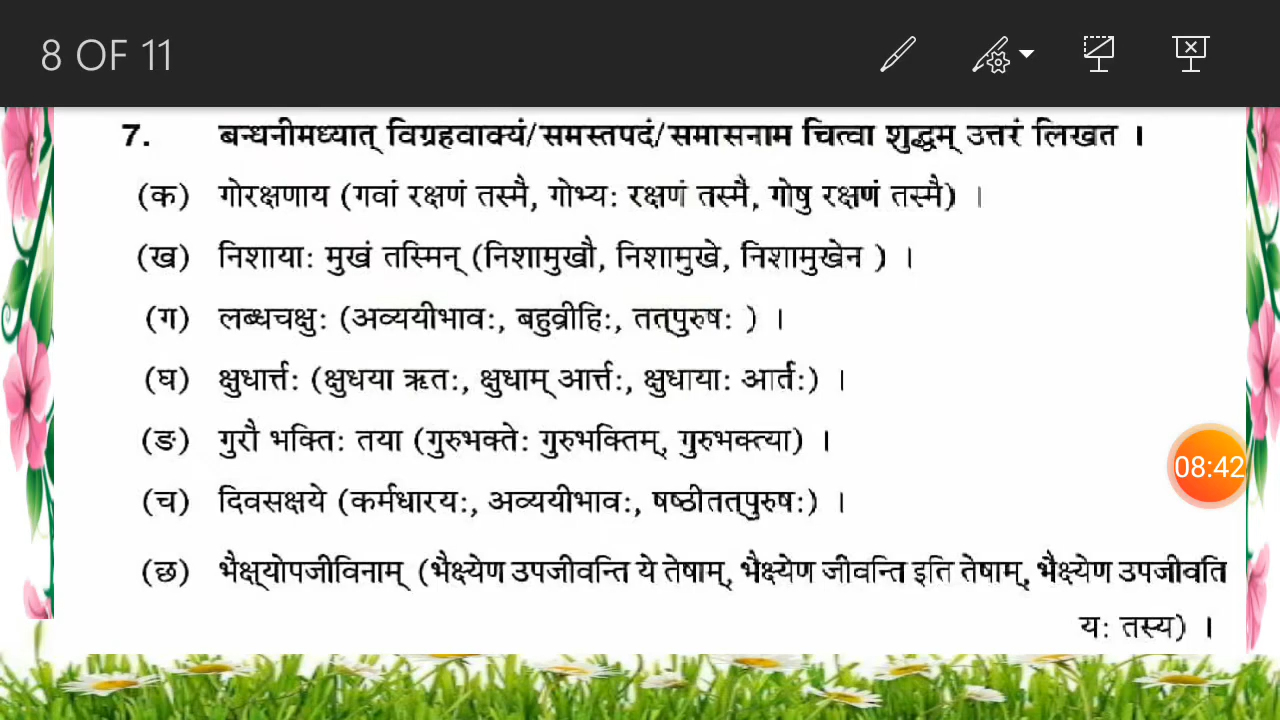 8 OF 11
7. बन्धनीमध्यात् विग्रहवाक्यं/समस्तपदं/समासनाम चित्वा शुद्धम् उत्तरं लिखत ।
(क) गोरक्षणाय (गवां रक्षणं तस्मै, गोभ्यः रक्षणं तस्मै, गोषु रक्षणं तस्मै) ।
(ख) निशायाः मुखं तस्मिन् (निशामुखौ, निशामुखे, निशामुखेन ) ।
(ग) लब्धचक्षुः (अव्ययीभावः, बहुव्रीहिः, तत्पुरुषः ) ।
(घ) क्षुधार्त्तः (क्षुधया ऋतः, क्षुधाम् आर्त्तः, क्षुधायाः आर्तः) ।
(ङ) गुरौ भक्तिः तया (गुरुभक्तेः गुरुभक्तिम्, गुरुभक्त्या) ।
(च) दिवसक्षये (कर्मधारयः, अव्ययीभावः, षष्ठीतत्पुरुषः) ।
(छ) भैक्ष्योपजीविनाम् (भैक्ष्येण उपजीवन्ति ये तेषाम्, भैक्ष्येण जीवन्ति इति तेषाम्, भैक्ष्येण उपजीवति
यः तस्य) ।
08:42